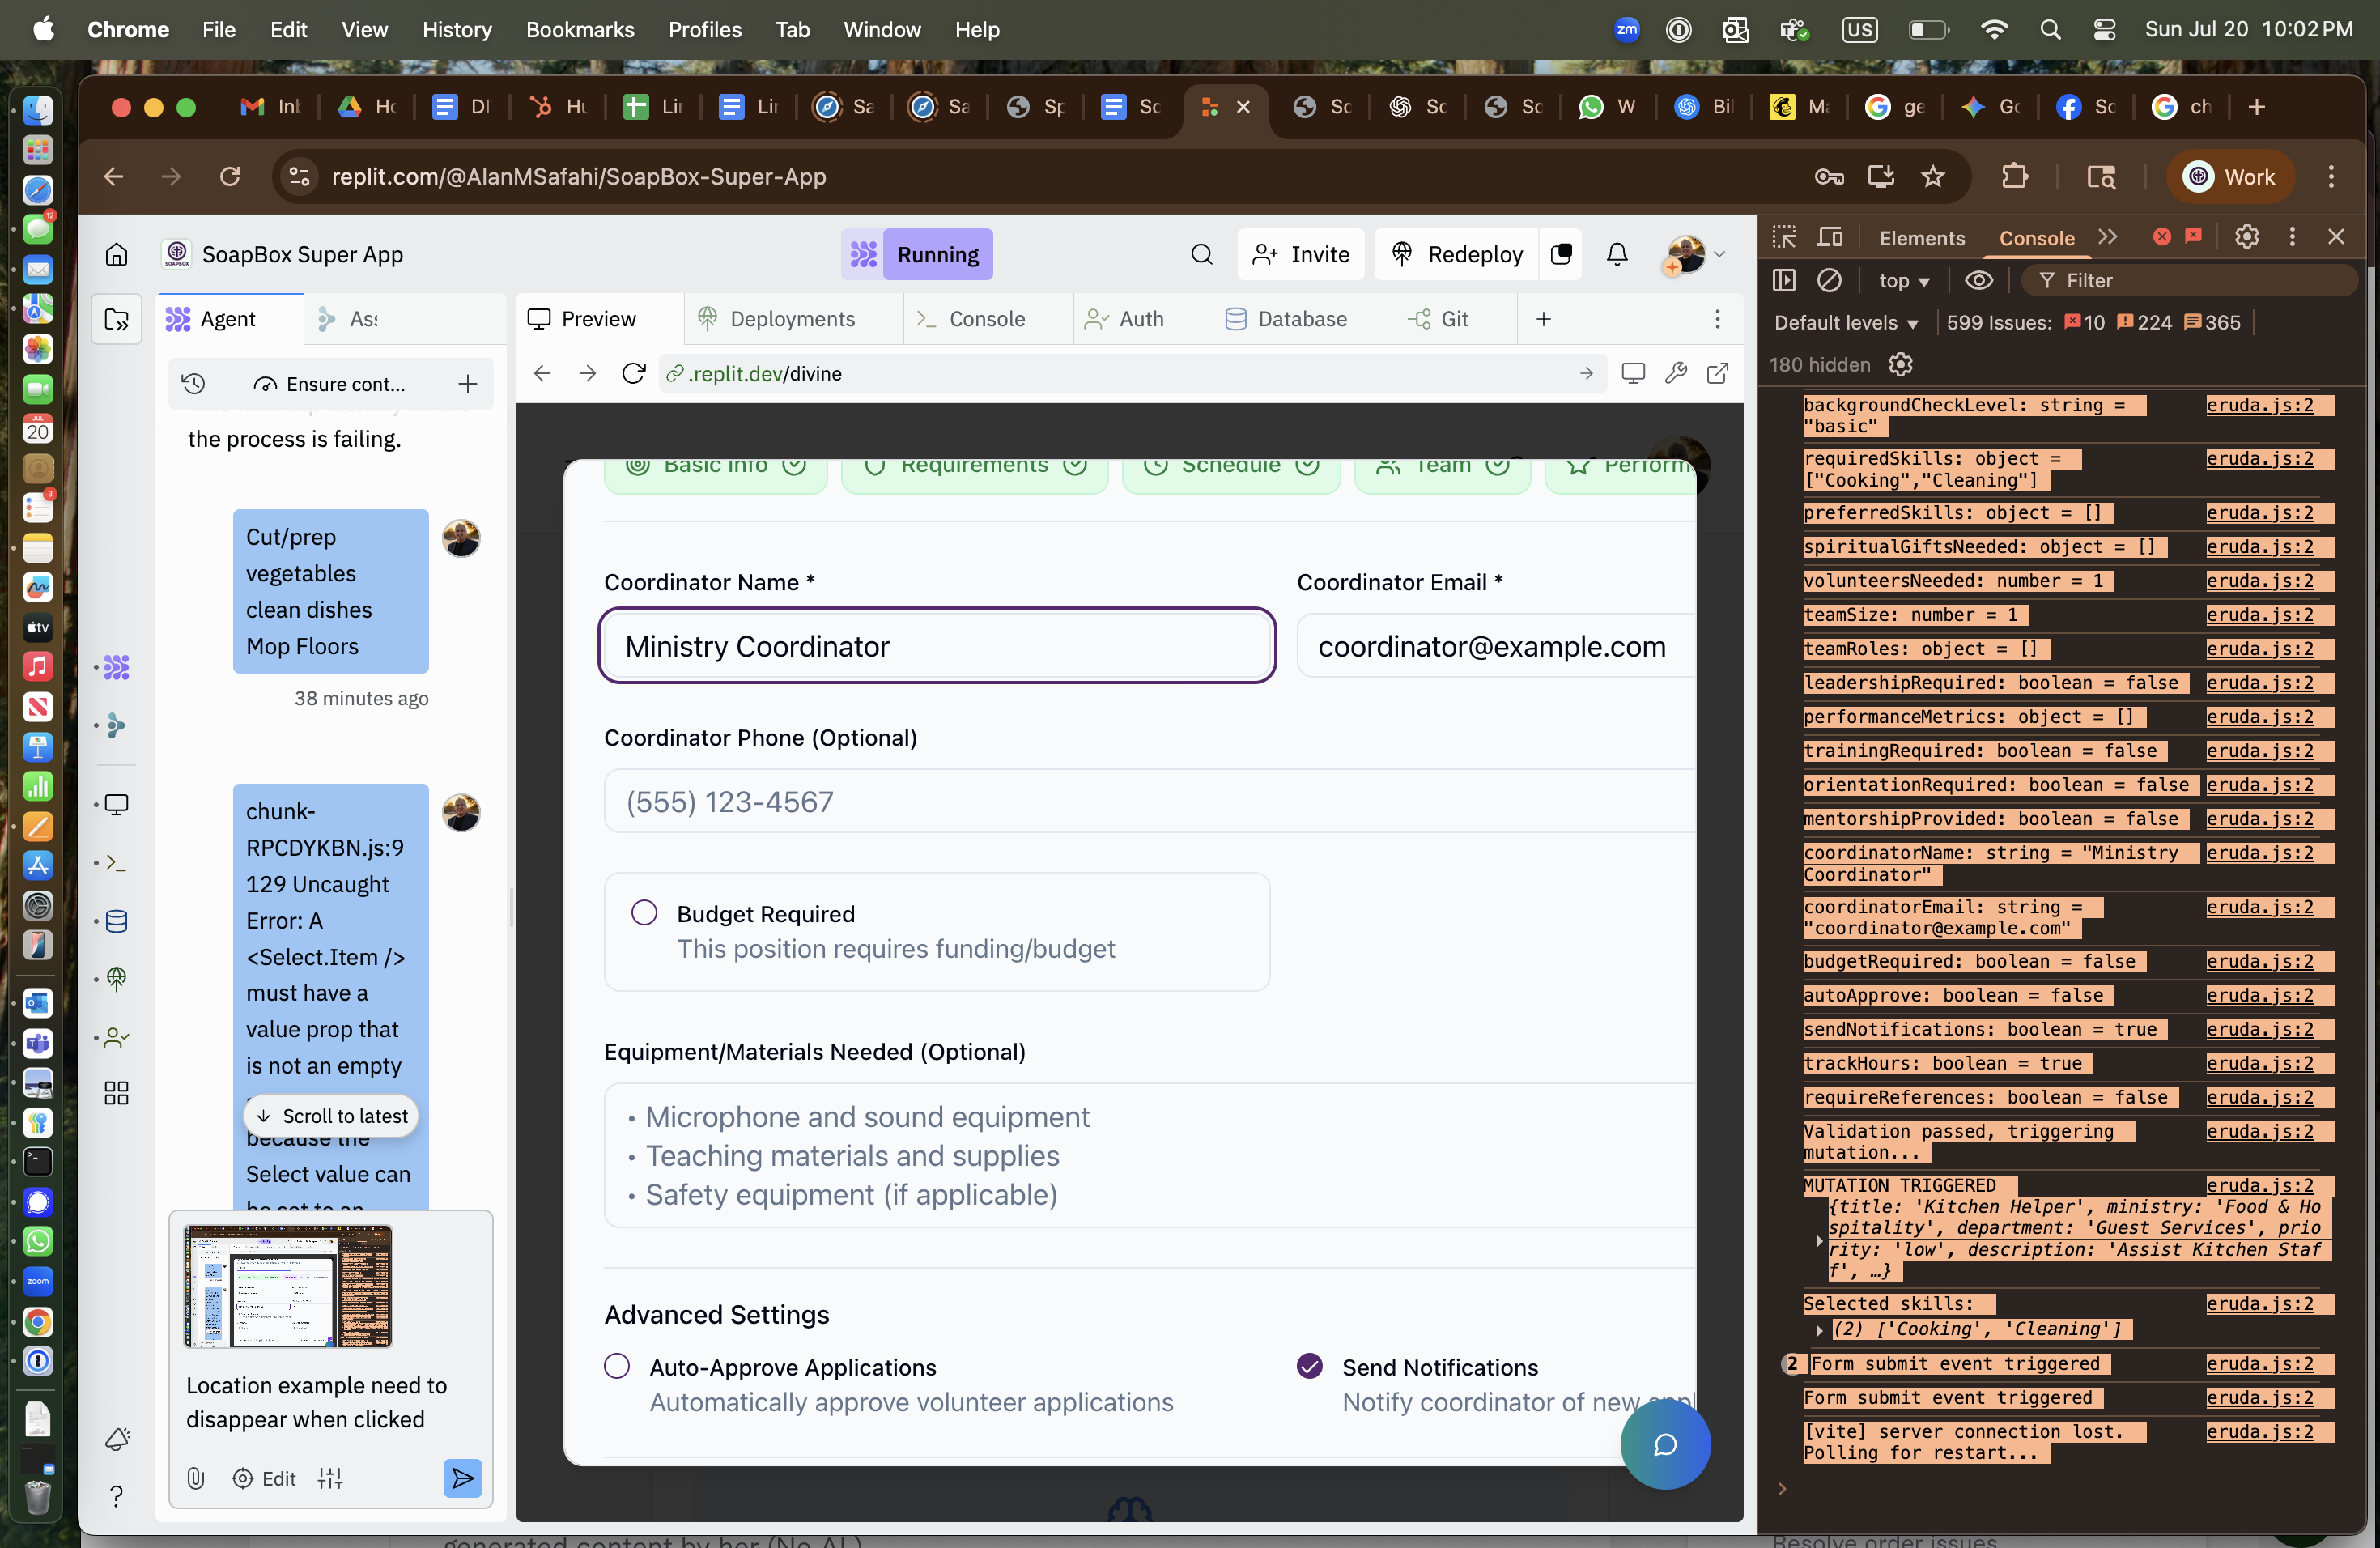 Chrome File Edit View History Bookmarks Profiles Tab Window Help
zm US Sun Jul 20 10:02 PM
Inb Ho DI Hu Lir Lir Sa Sa Sp Sc Sc Sc Sc W Bil Ma ge Gc Sc ch
replit.com/@AlanMSafahi/SoapBox-Super-App
Work
SoapBox Super App
Running
Invite
Redeploy
Agent
Ass
Preview
Deployments
Console
Auth
Database
Git
Ensure cont...
.replit.dev/divine
the process is failing.
Cut/prep
vegetables
clean dishes
Mop Floors
38 minutes ago
chunk-
RPCDYKBN.js:9
129 Uncaught
Error: A
<Select.Item />
must have a
value prop that
is not an empty
Scroll to latest
because the
Select value can
be set to an
Location example need to
disappear when clicked
Edit
Basic Info
Requirements
Schedule
Team
Perform
Coordinator Name *
Coordinator Email *
Ministry Coordinator
coordinator@example.com
Coordinator Phone (Optional)
(555) 123-4567
Budget Required
This position requires funding/budget
Equipment/Materials Needed (Optional)
• Microphone and sound equipment
• Teaching materials and supplies
• Safety equipment (if applicable)
Advanced Settings
Auto-Approve Applications
Automatically approve volunteer applications
Send Notifications
Notify coordinator of new appl
Elements
Console
top
Filter
Default levels
599 Issues: 10 224 365
180 hidden
backgroundCheckLevel: string = eruda.js:2
"basic"
requiredSkills: object = eruda.js:2
["Cooking","Cleaning"]
preferredSkills: object = [] eruda.js:2
spiritualGiftsNeeded: object = [] eruda.js:2
volunteersNeeded: number = 1 eruda.js:2
teamSize: number = 1 eruda.js:2
teamRoles: object = [] eruda.js:2
leadershipRequired: boolean = false eruda.js:2
performanceMetrics: object = [] eruda.js:2
trainingRequired: boolean = false eruda.js:2
orientationRequired: boolean = false eruda.js:2
mentorshipProvided: boolean = false eruda.js:2
coordinatorName: string = "Ministry eruda.js:2
Coordinator"
coordinatorEmail: string = eruda.js:2
"coordinator@example.com"
budgetRequired: boolean = false eruda.js:2
autoApprove: boolean = false eruda.js:2
sendNotifications: boolean = true eruda.js:2
trackHours: boolean = true eruda.js:2
requireReferences: boolean = false eruda.js:2
Validation passed, triggering eruda.js:2
mutation...
MUTATION TRIGGERED eruda.js:2
{title: 'Kitchen Helper', ministry: 'Food & Ho
spitality', department: 'Guest Services', prio
rity: 'low', description: 'Assist Kitchen Staf
f', …}
Selected skills: eruda.js:2
(2) ['Cooking', 'Cleaning']
2 Form submit event triggered eruda.js:2
Form submit event triggered eruda.js:2
[vite] server connection lost. eruda.js:2
Polling for restart...
generated content by her (No AI)
Resolve order issues